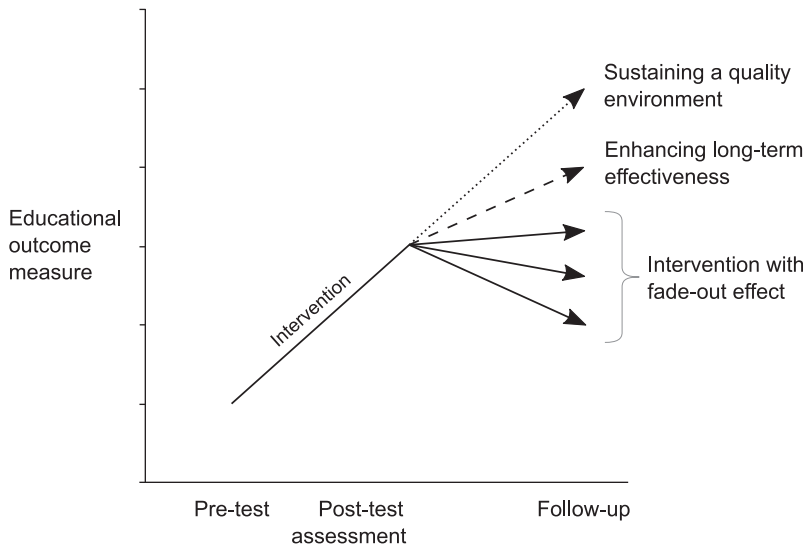 Sustaining a quality
environment
Enhancing long-term
effectiveness
Educational
outcome
measure
Intervention
Intervention with
fade-out effect
Pre-test
Post-test
assessment
Follow-up